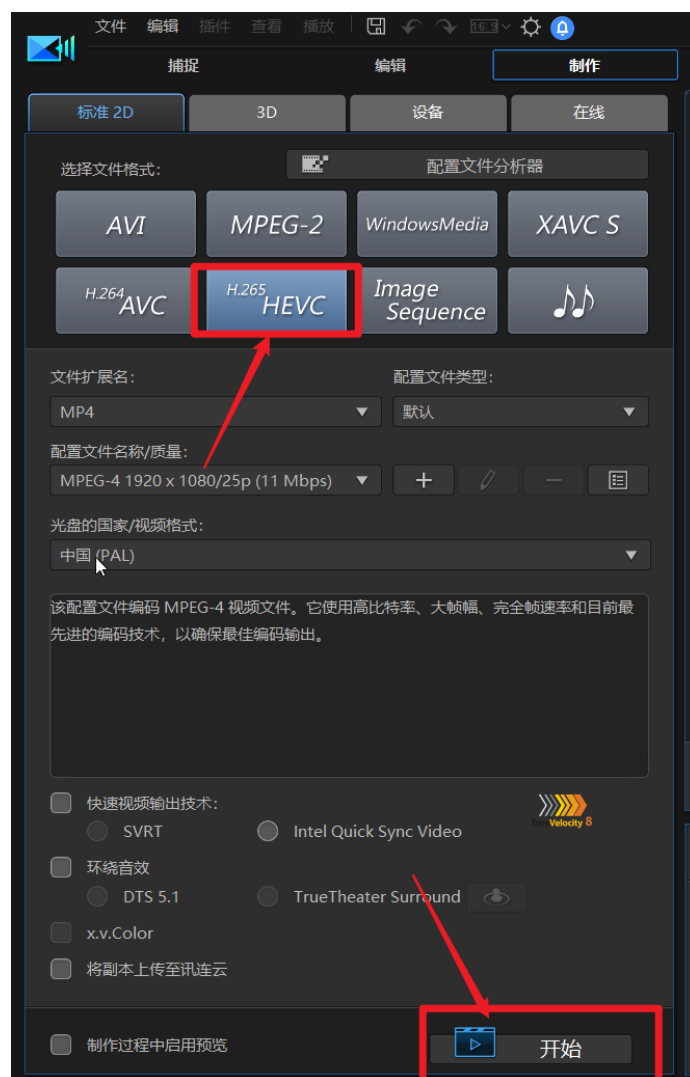 文件 编辑 插件 查看 播放 16:9
捕捉 编辑 制作
标准 2D 3D 设备 在线
选择文件格式: 配置文件分析器
AVI MPEG-2 WindowsMedia XAVC S
H.264 AVC H.265 HEVC Image Sequence
文件扩展名: 配置文件类型:
MP4 默认
配置文件名称/质量:
MPEG-4 1920 x 1080/25p (11 Mbps)
光盘的国家/视频格式:
中国 (PAL)
该配置文件编码 MPEG-4 视频文件。它使用高比特率、大帧幅、完全帧速率和目前最
先进的编码技术，以确保最佳编码输出。
快速视频输出技术:
SVRT Intel Quick Sync Video
Velocity 8
环绕音效
DTS 5.1 TrueTheater Surround
x.v.Color
将副本上传至讯连云
制作过程中启用预览 开始